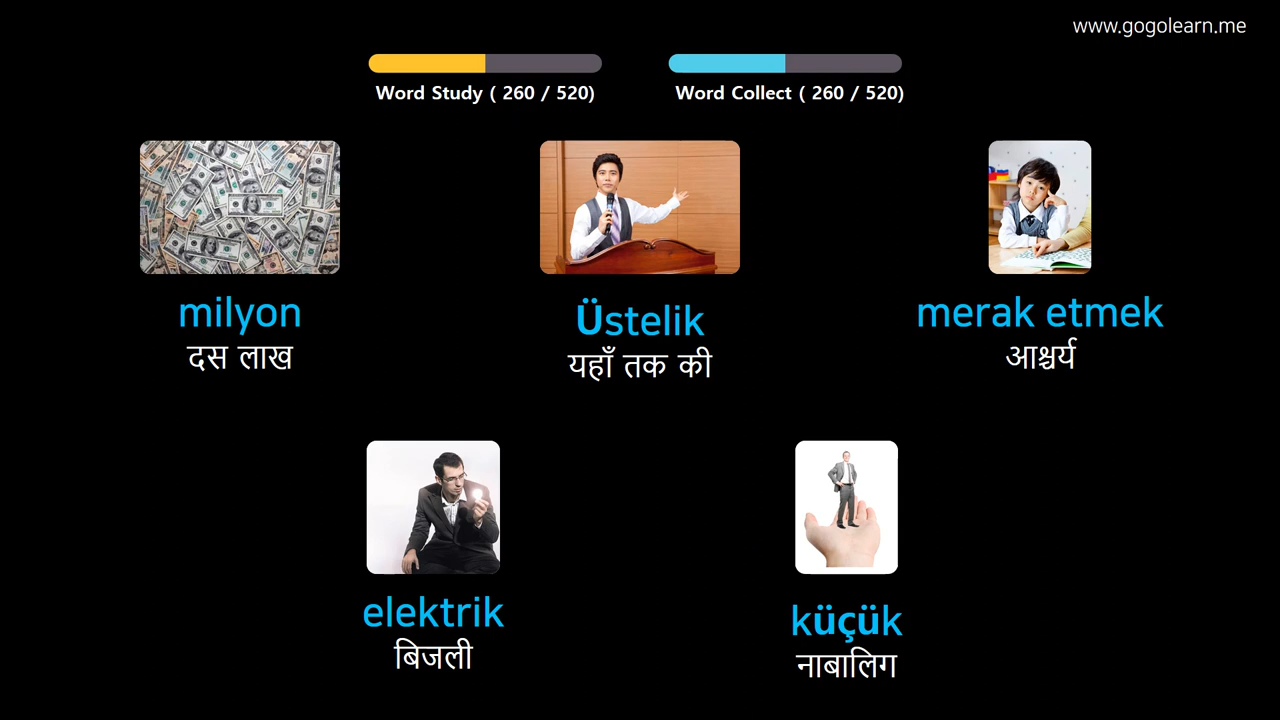 www.gogolearn.me
Word Study ( 260 / 520)
Word Collect ( 260 / 520)
milyon
दस लाख
Üstelik
यहाँ तक की
merak etmek
आश्चर्य
elektrik
बिजली
küçük
नाबालिग